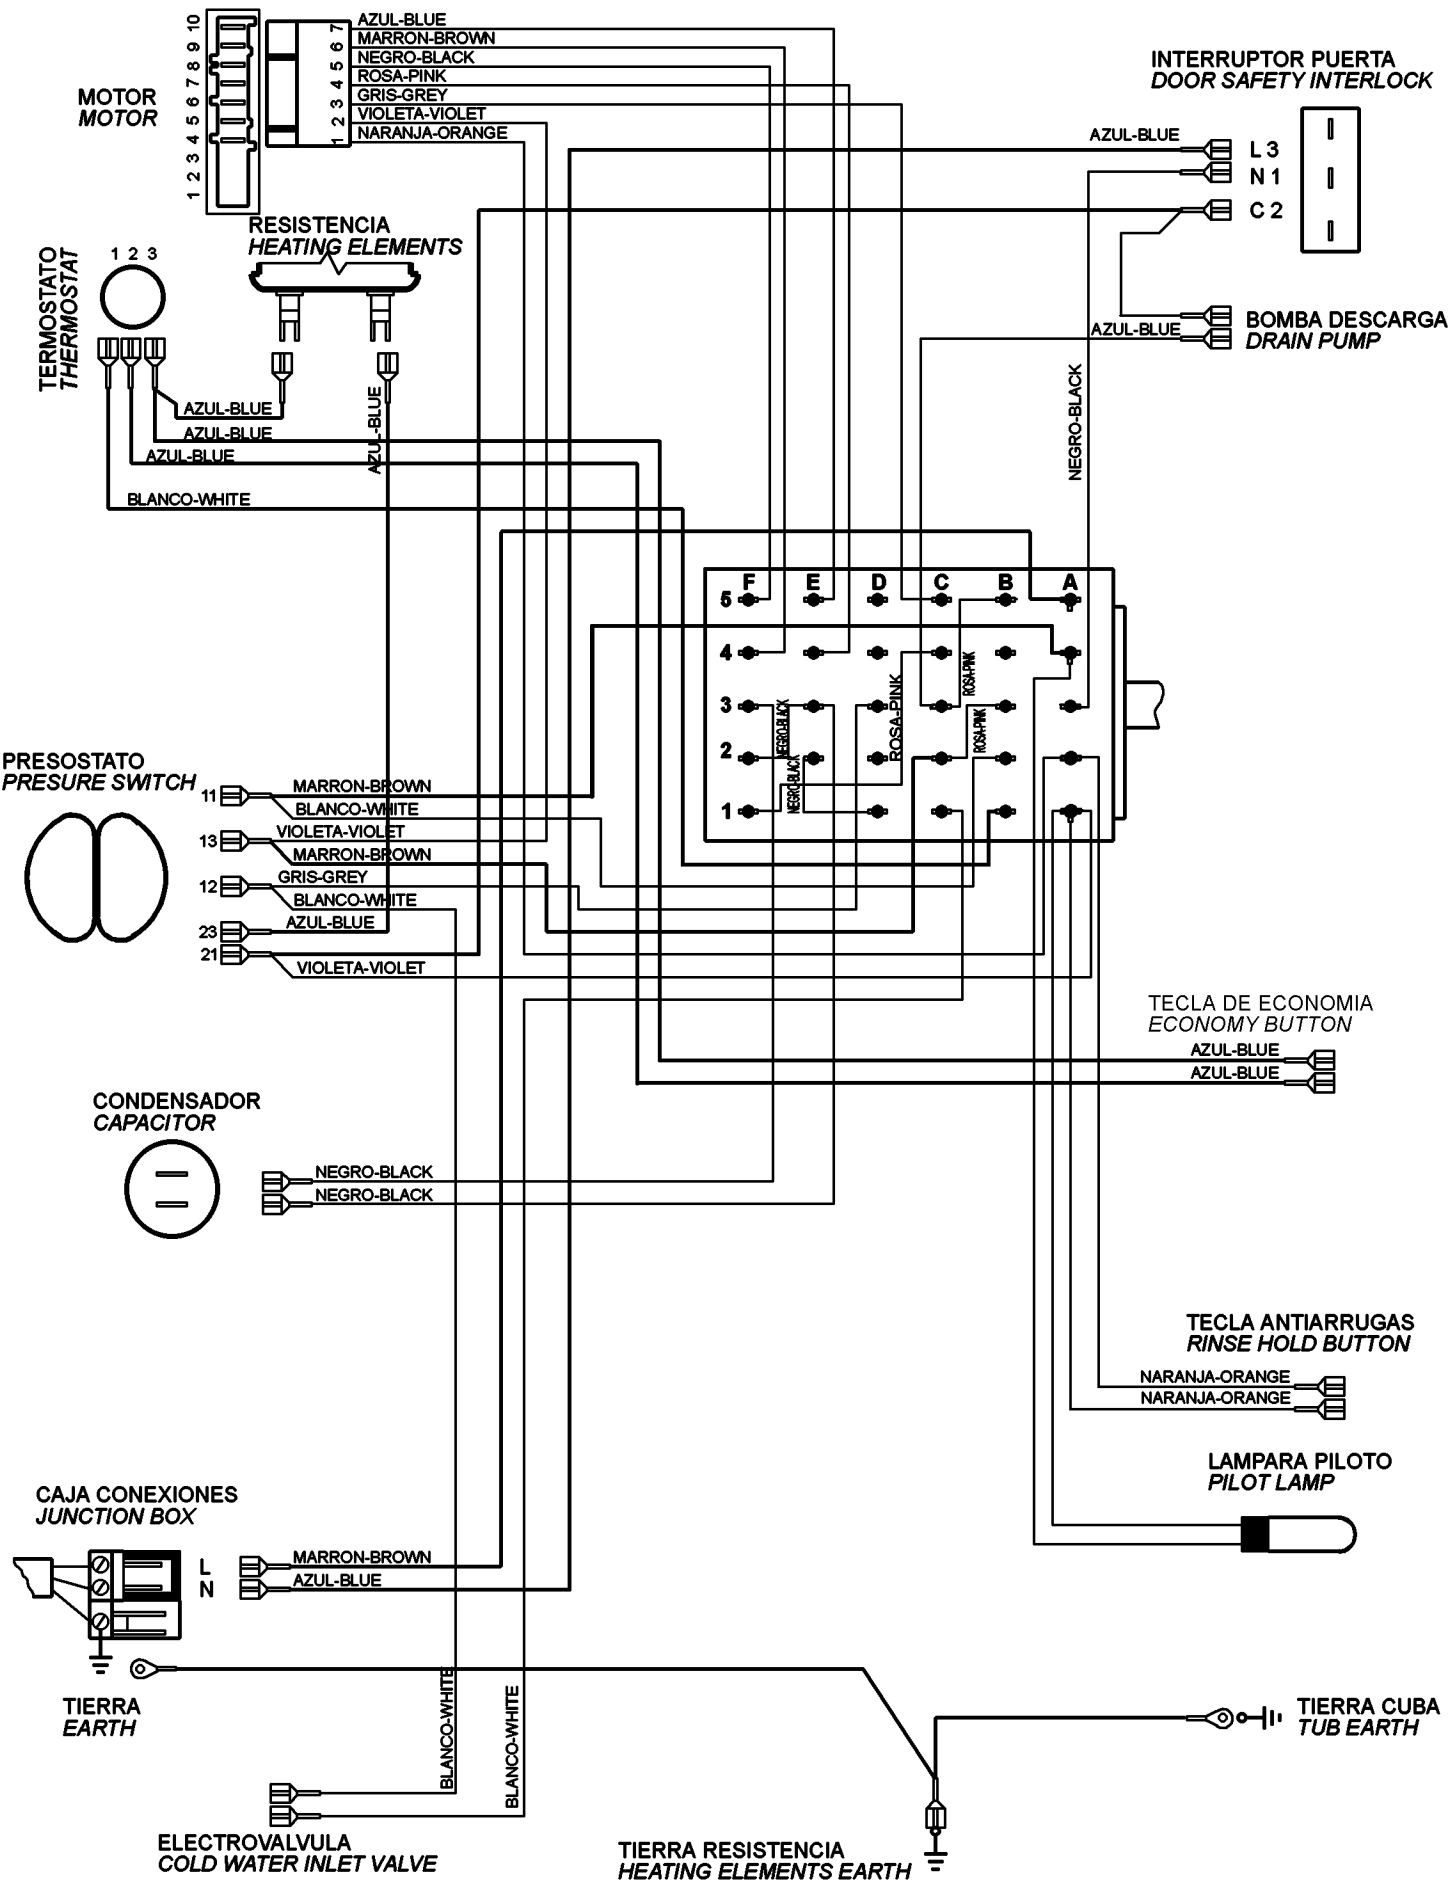 10
9
8
7
6
5
4
3
2
1
7
6
5
4
3
2
1
AZUL-BLUE
MARRON-BROWN
NEGRO-BLACK
ROSA-PINK
GRIS-GREY
VIOLETA-VIOLET
NARANJA-ORANGE
MOTOR
MOTOR
INTERRUPTOR PUERTA
DOOR SAFETY INTERLOCK
AZUL-BLUE
L 3
N 1
C 2
RESISTENCIA
HEATING ELEMENTS
TERMOSTATO
THERMOSTAT
1 2 3
BOMBA DESCARGA
DRAIN PUMP
AZUL-BLUE
NEGRO-BLACK
AZUL-BLUE
AZUL-BLUE
AZUL-BLUE
AZUL-BLUE
BLANCO-WHITE
F E D C B A
5
4
3
2
1
ROSA-PINK
ROSA-PINK
ROSA-PINK
NEGRO-BLACK
NEGRO-BLACK
PRESOSTATO
PRESURE SWITCH
11
MARRON-BROWN
BLANCO-WHITE
13
VIOLETA-VIOLET
MARRON-BROWN
12
GRIS-GREY
BLANCO-WHITE
23
AZUL-BLUE
21
VIOLETA-VIOLET
TECLA DE ECONOMIA
ECONOMY BUTTON
AZUL-BLUE
AZUL-BLUE
CONDENSADOR
CAPACITOR
NEGRO-BLACK
NEGRO-BLACK
TECLA ANTIARRUGAS
RINSE HOLD BUTTON
NARANJA-ORANGE
NARANJA-ORANGE
LAMPARA PILOTO
PILOT LAMP
CAJA CONEXIONES
JUNCTION BOX
L
N
MARRON-BROWN
AZUL-BLUE
TIERRA
EARTH
BLANCO-WHITE
BLANCO-WHITE
TIERRA CUBA
TUB EARTH
ELECTROVALVULA
COLD WATER INLET VALVE
TIERRA RESISTENCIA
HEATING ELEMENTS EARTH